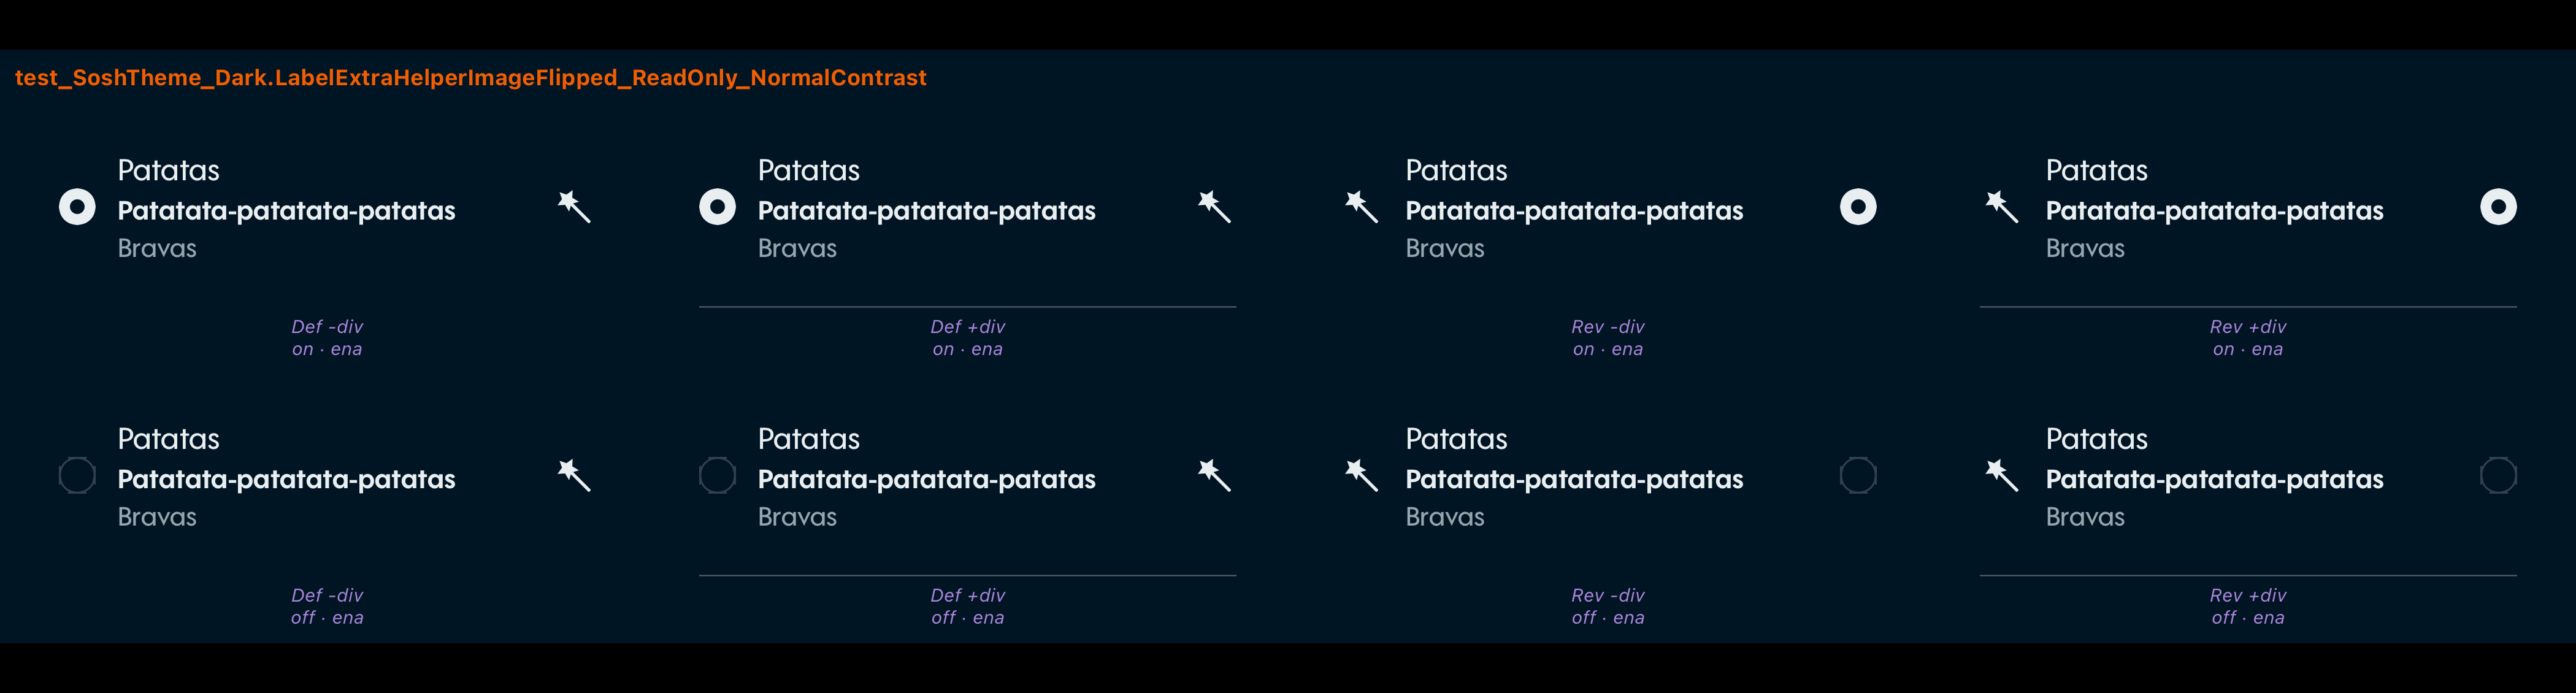 test_SoshTheme_Dark.LabelExtraHelperImageFlipped_ReadOnly_NormalContrast
Patatas
Patatata-patatata-patatas
Bravas
Def -div
on · ena
Patatas
Patatata-patatata-patatas
Bravas
Def +div
on · ena
Patatas
Patatata-patatata-patatas
Bravas
Rev -div
on · ena
Patatas
Patatata-patatata-patatas
Bravas
Rev +div
on · ena
Patatas
Patatata-patatata-patatas
Bravas
Def -div
off · ena
Patatas
Patatata-patatata-patatas
Bravas
Def +div
off · ena
Patatas
Patatata-patatata-patatas
Bravas
Rev -div
off · ena
Patatas
Patatata-patatata-patatas
Bravas
Rev +div
off · ena